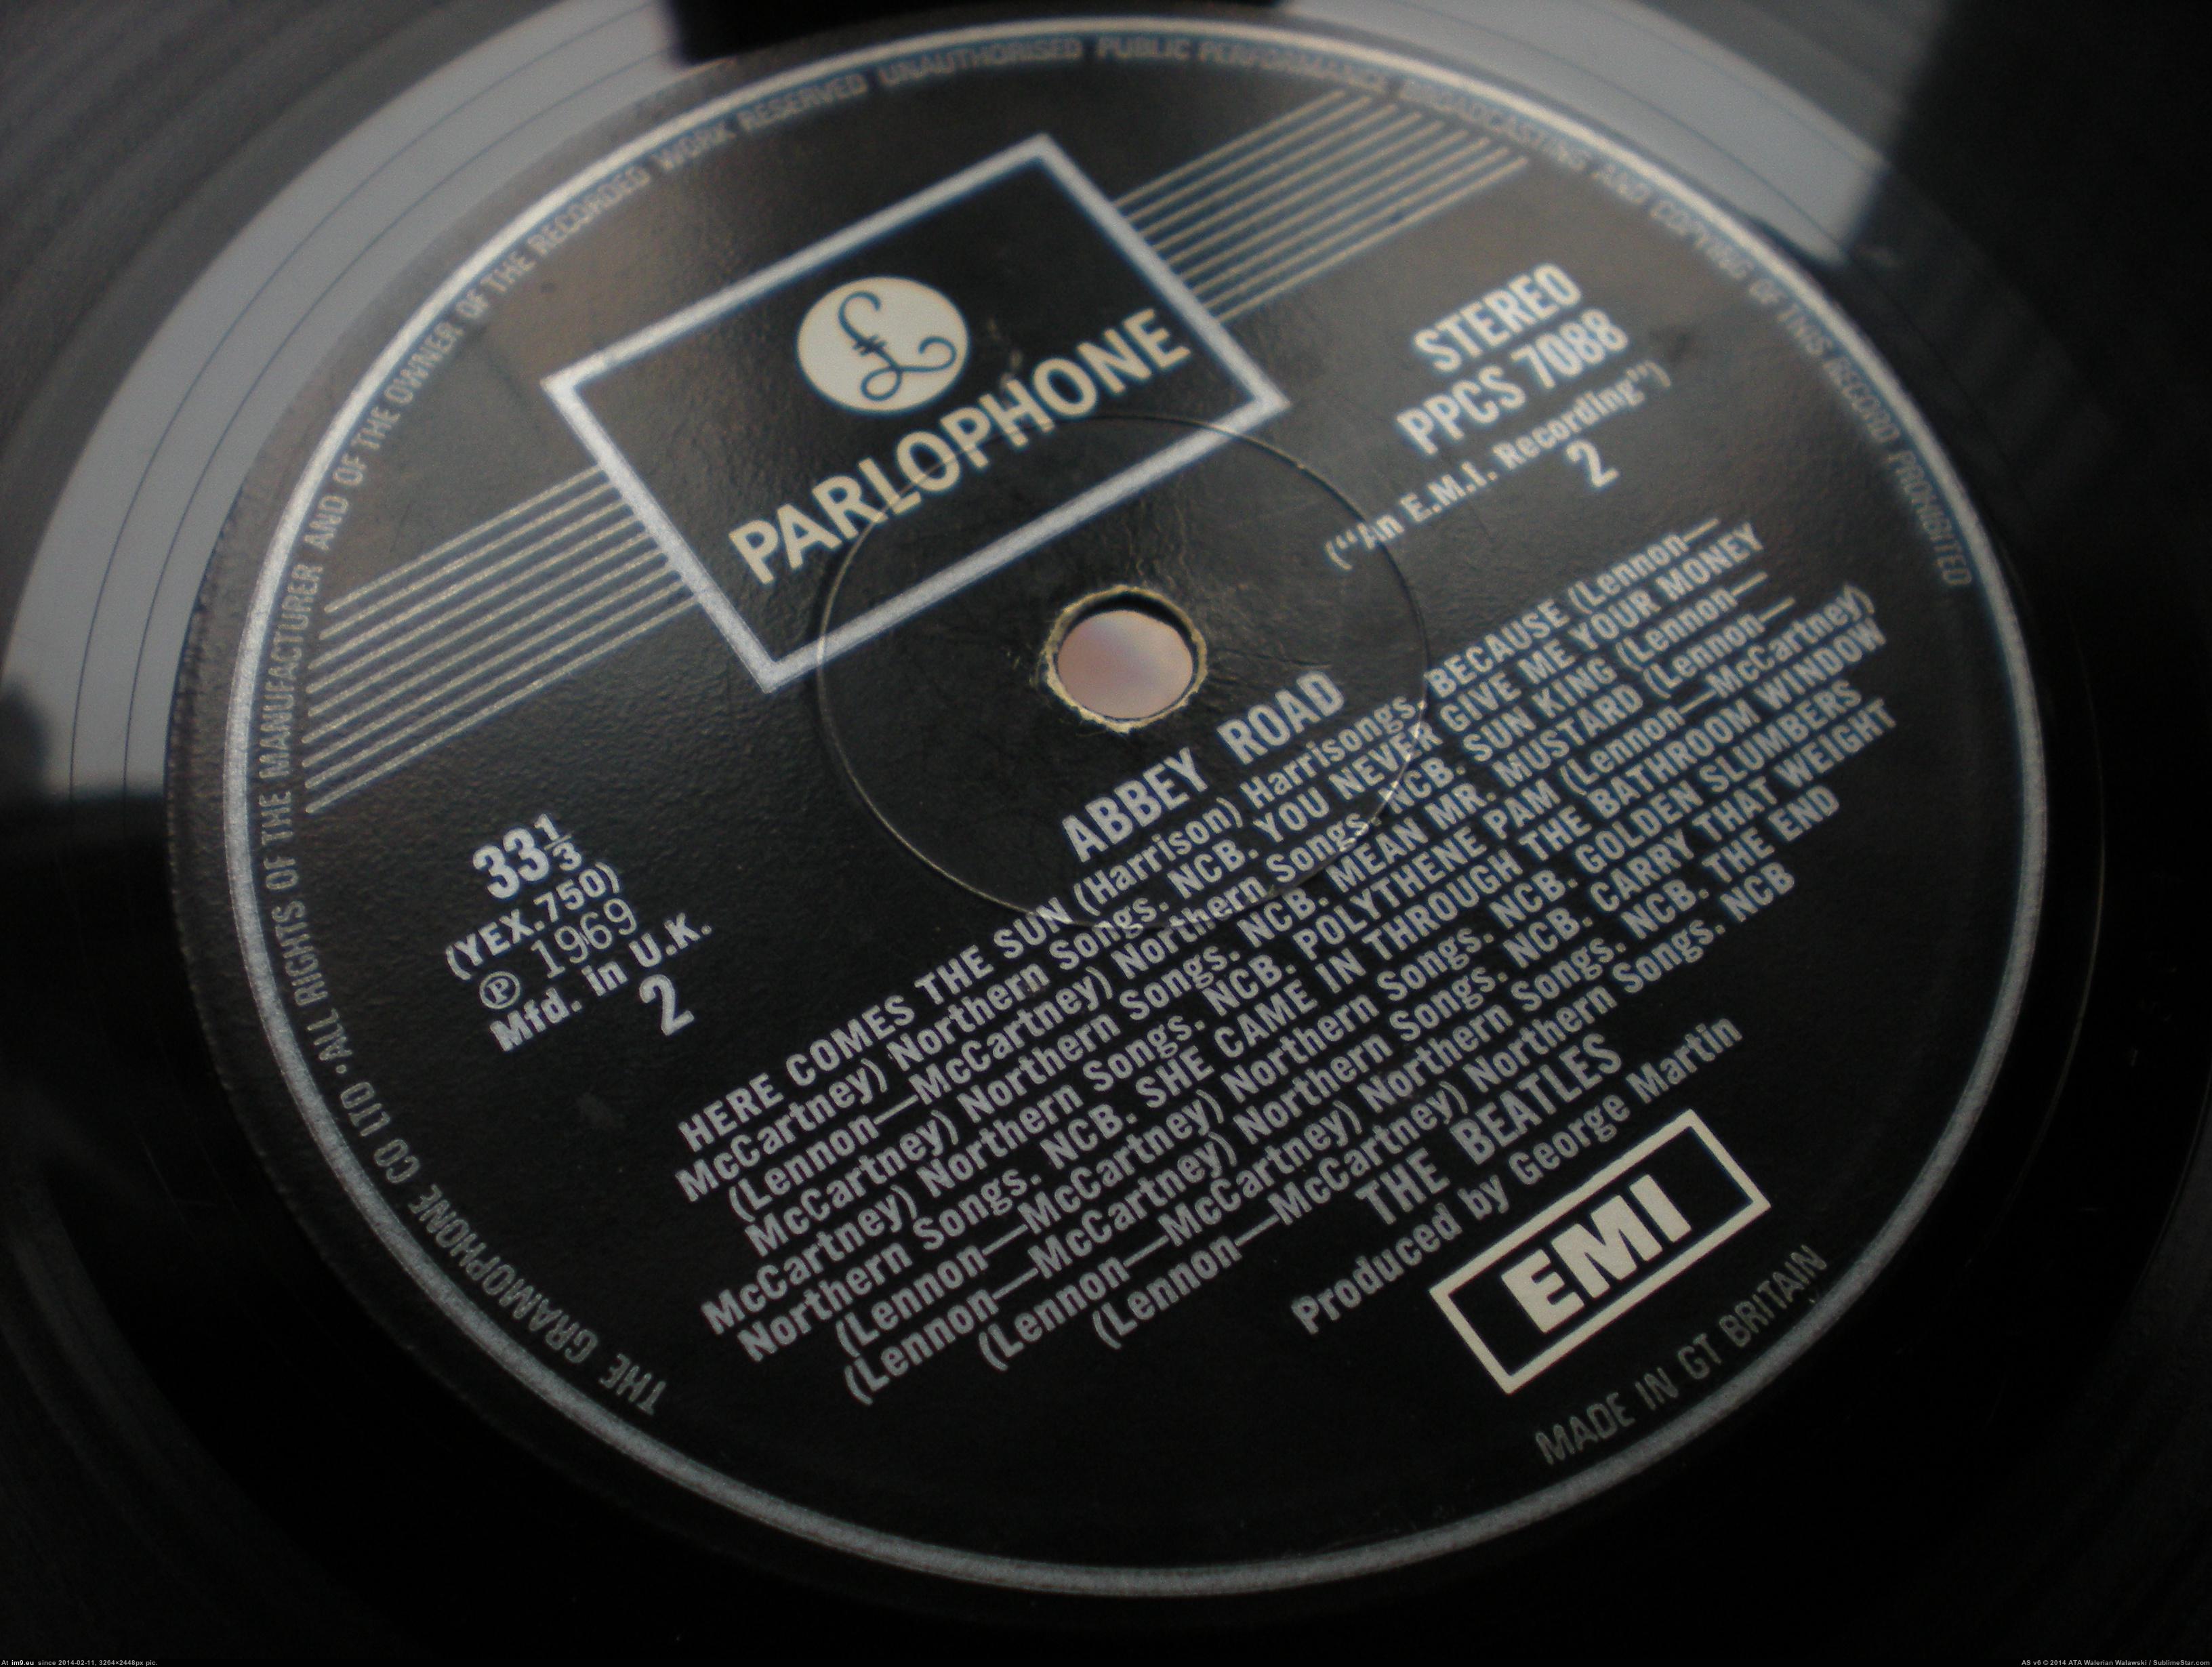 THE GRAMOPHONE CO LTD · ALL RIGHTS OF THE MANUFACTURER AND OF THE OWNER OF THE RECORDED WORK RESERVED UNAUTHORISED PUBLIC PERFORMANCE BROADCASTING AND COPYING OF THIS RECORD PROHIBITED
£
PARLOPHONE
STEREO
PPCS 7088
(“An E.M.I. Recording”)
2
33⅓
(YEX.750)
℗ 1969
Mfd. in U.K.
2
ABBEY ROAD
HERE COMES THE SUN (Harrison) Harrisongs. BECAUSE (Lennon—
McCartney) Northern Songs. NCB. YOU NEVER GIVE ME YOUR MONEY
(Lennon—McCartney) Northern Songs. NCB. SUN KING (Lennon—
McCartney) Northern Songs. NCB. MEAN MR. MUSTARD (Lennon—
McCartney) Northern Songs. NCB. POLYTHENE PAM (Lennon—McCartney)
Northern Songs. NCB. SHE CAME IN THROUGH THE BATHROOM WINDOW
(Lennon—McCartney) Northern Songs. NCB. GOLDEN SLUMBERS
(Lennon—McCartney) Northern Songs. NCB. CARRY THAT WEIGHT
(Lennon—McCartney) Northern Songs. NCB. THE END
(Lennon—McCartney) Northern Songs. NCB
THE BEATLES
Produced by George Martin
EMI
MADE IN GT BRITAIN
At im9.eu since 2014-02-11, 3264×2448px pic.
AS v6 © 2014 ATA Walerian Walawski / SublimeStar.com